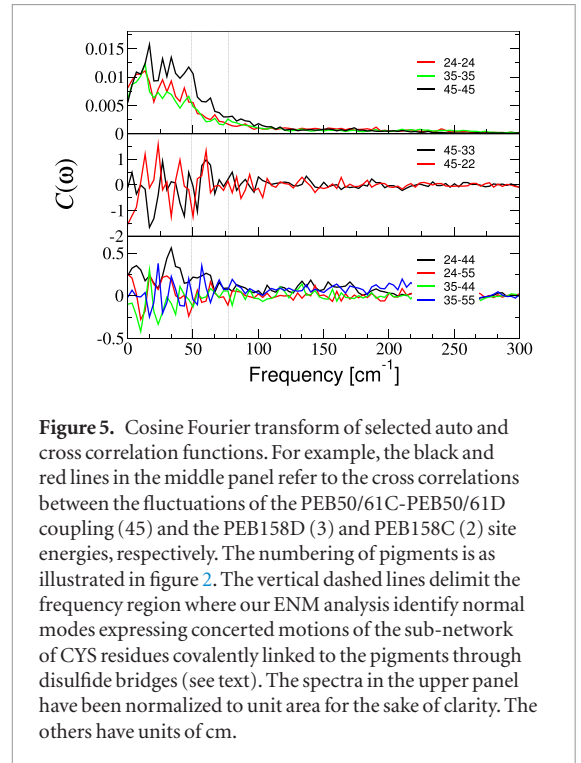 0.015
0.01
0.005
0
24-24
35-35
45-45
1
0
-1
-2
45-33
45-22
C(ω)
0.5
0
-0.5
24-44
24-55
35-44
35-55
0 50 100 150 200 250 300
Frequency [cm⁻¹]
Figure 5. Cosine Fourier transform of selected auto and
cross correlation functions. For example, the black and
red lines in the middle panel refer to the cross correlations
between the fluctuations of the PEB50/61C-PEB50/61D
coupling (45) and the PEB158D (3) and PEB158C (2) site
energies, respectively. The numbering of pigments is as
illustrated in figure 2. The vertical dashed lines delimit the
frequency region where our ENM analysis identify normal
modes expressing concerted motions of the sub-network
of CYS residues covalently linked to the pigments through
disulfide bridges (see text). The spectra in the upper panel
have been normalized to unit area for the sake of clarity. The
others have units of cm.